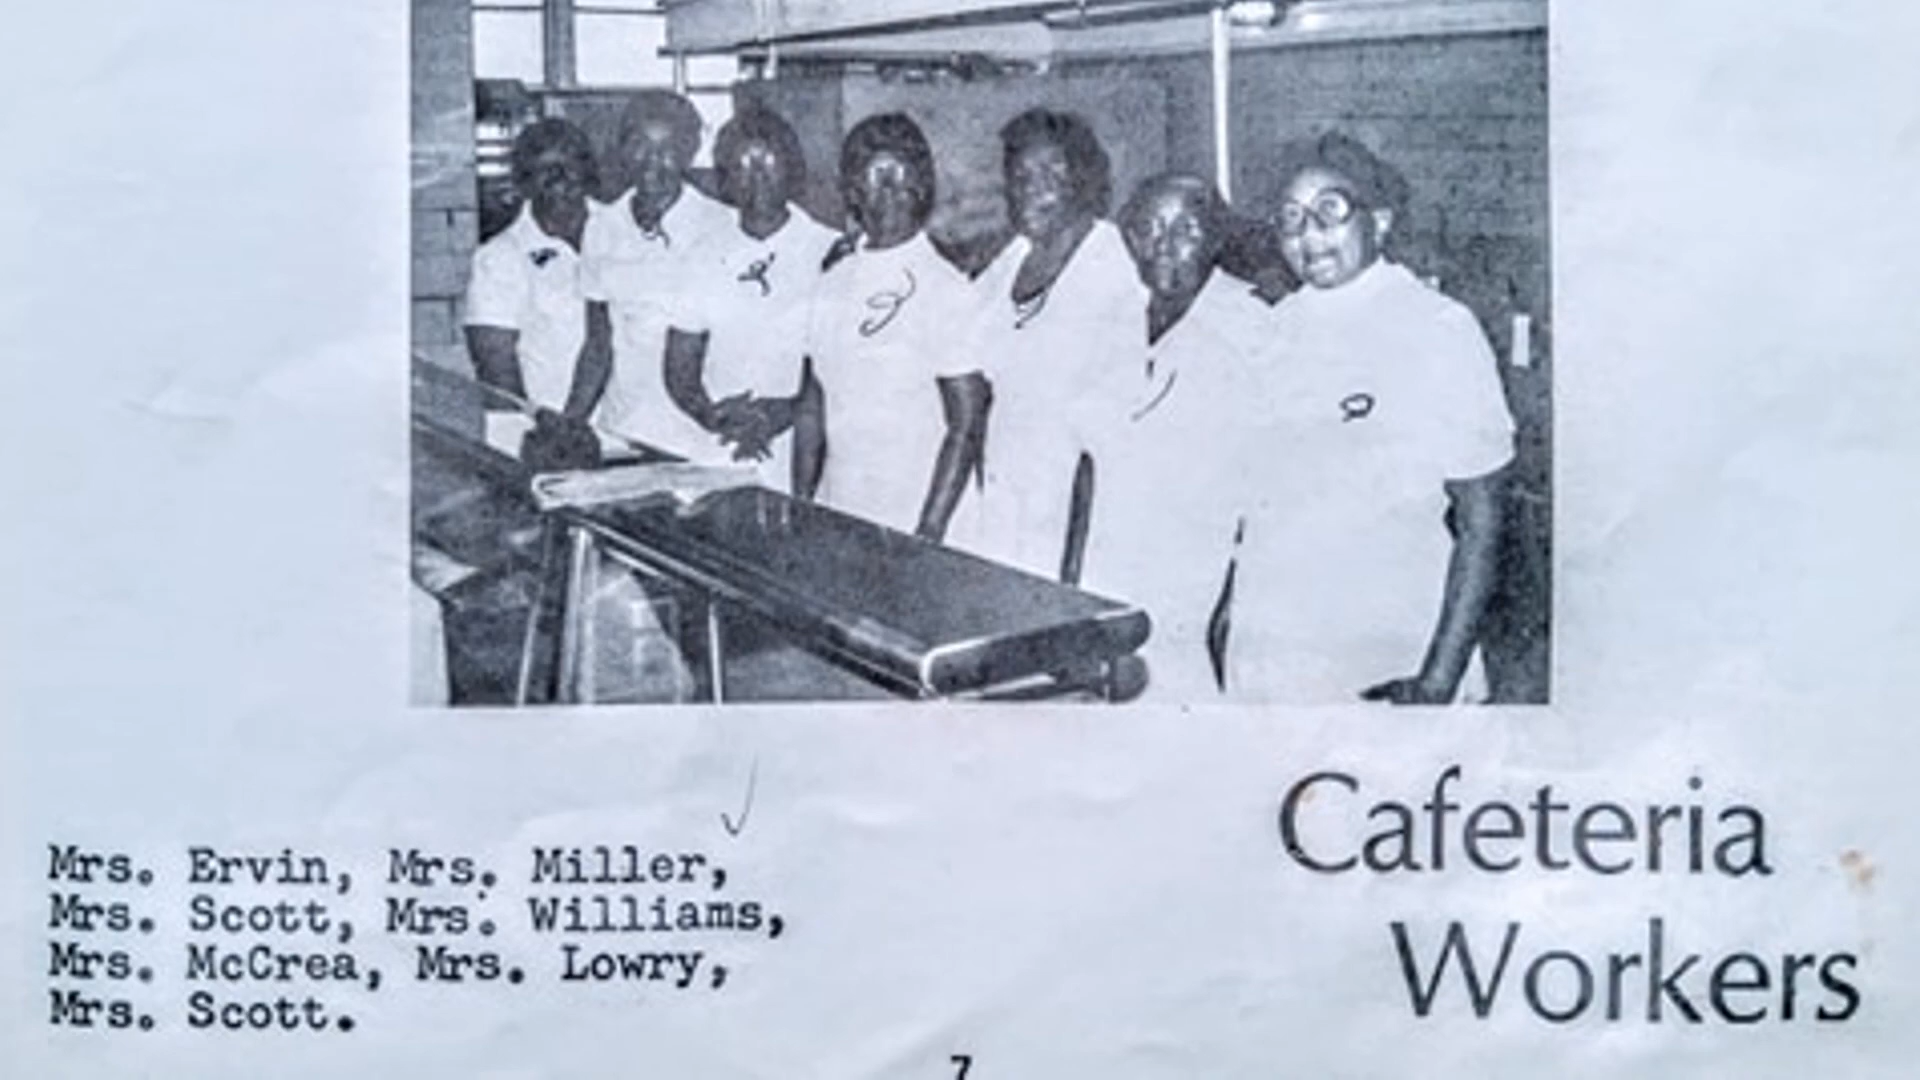 Mrs. Ervin, Mrs. Miller,
Mrs. Scott, Mrs. Williams,
Mrs. McCrea, Mrs. Lowry,
Mrs. Scott.
Cafeteria
Workers
7